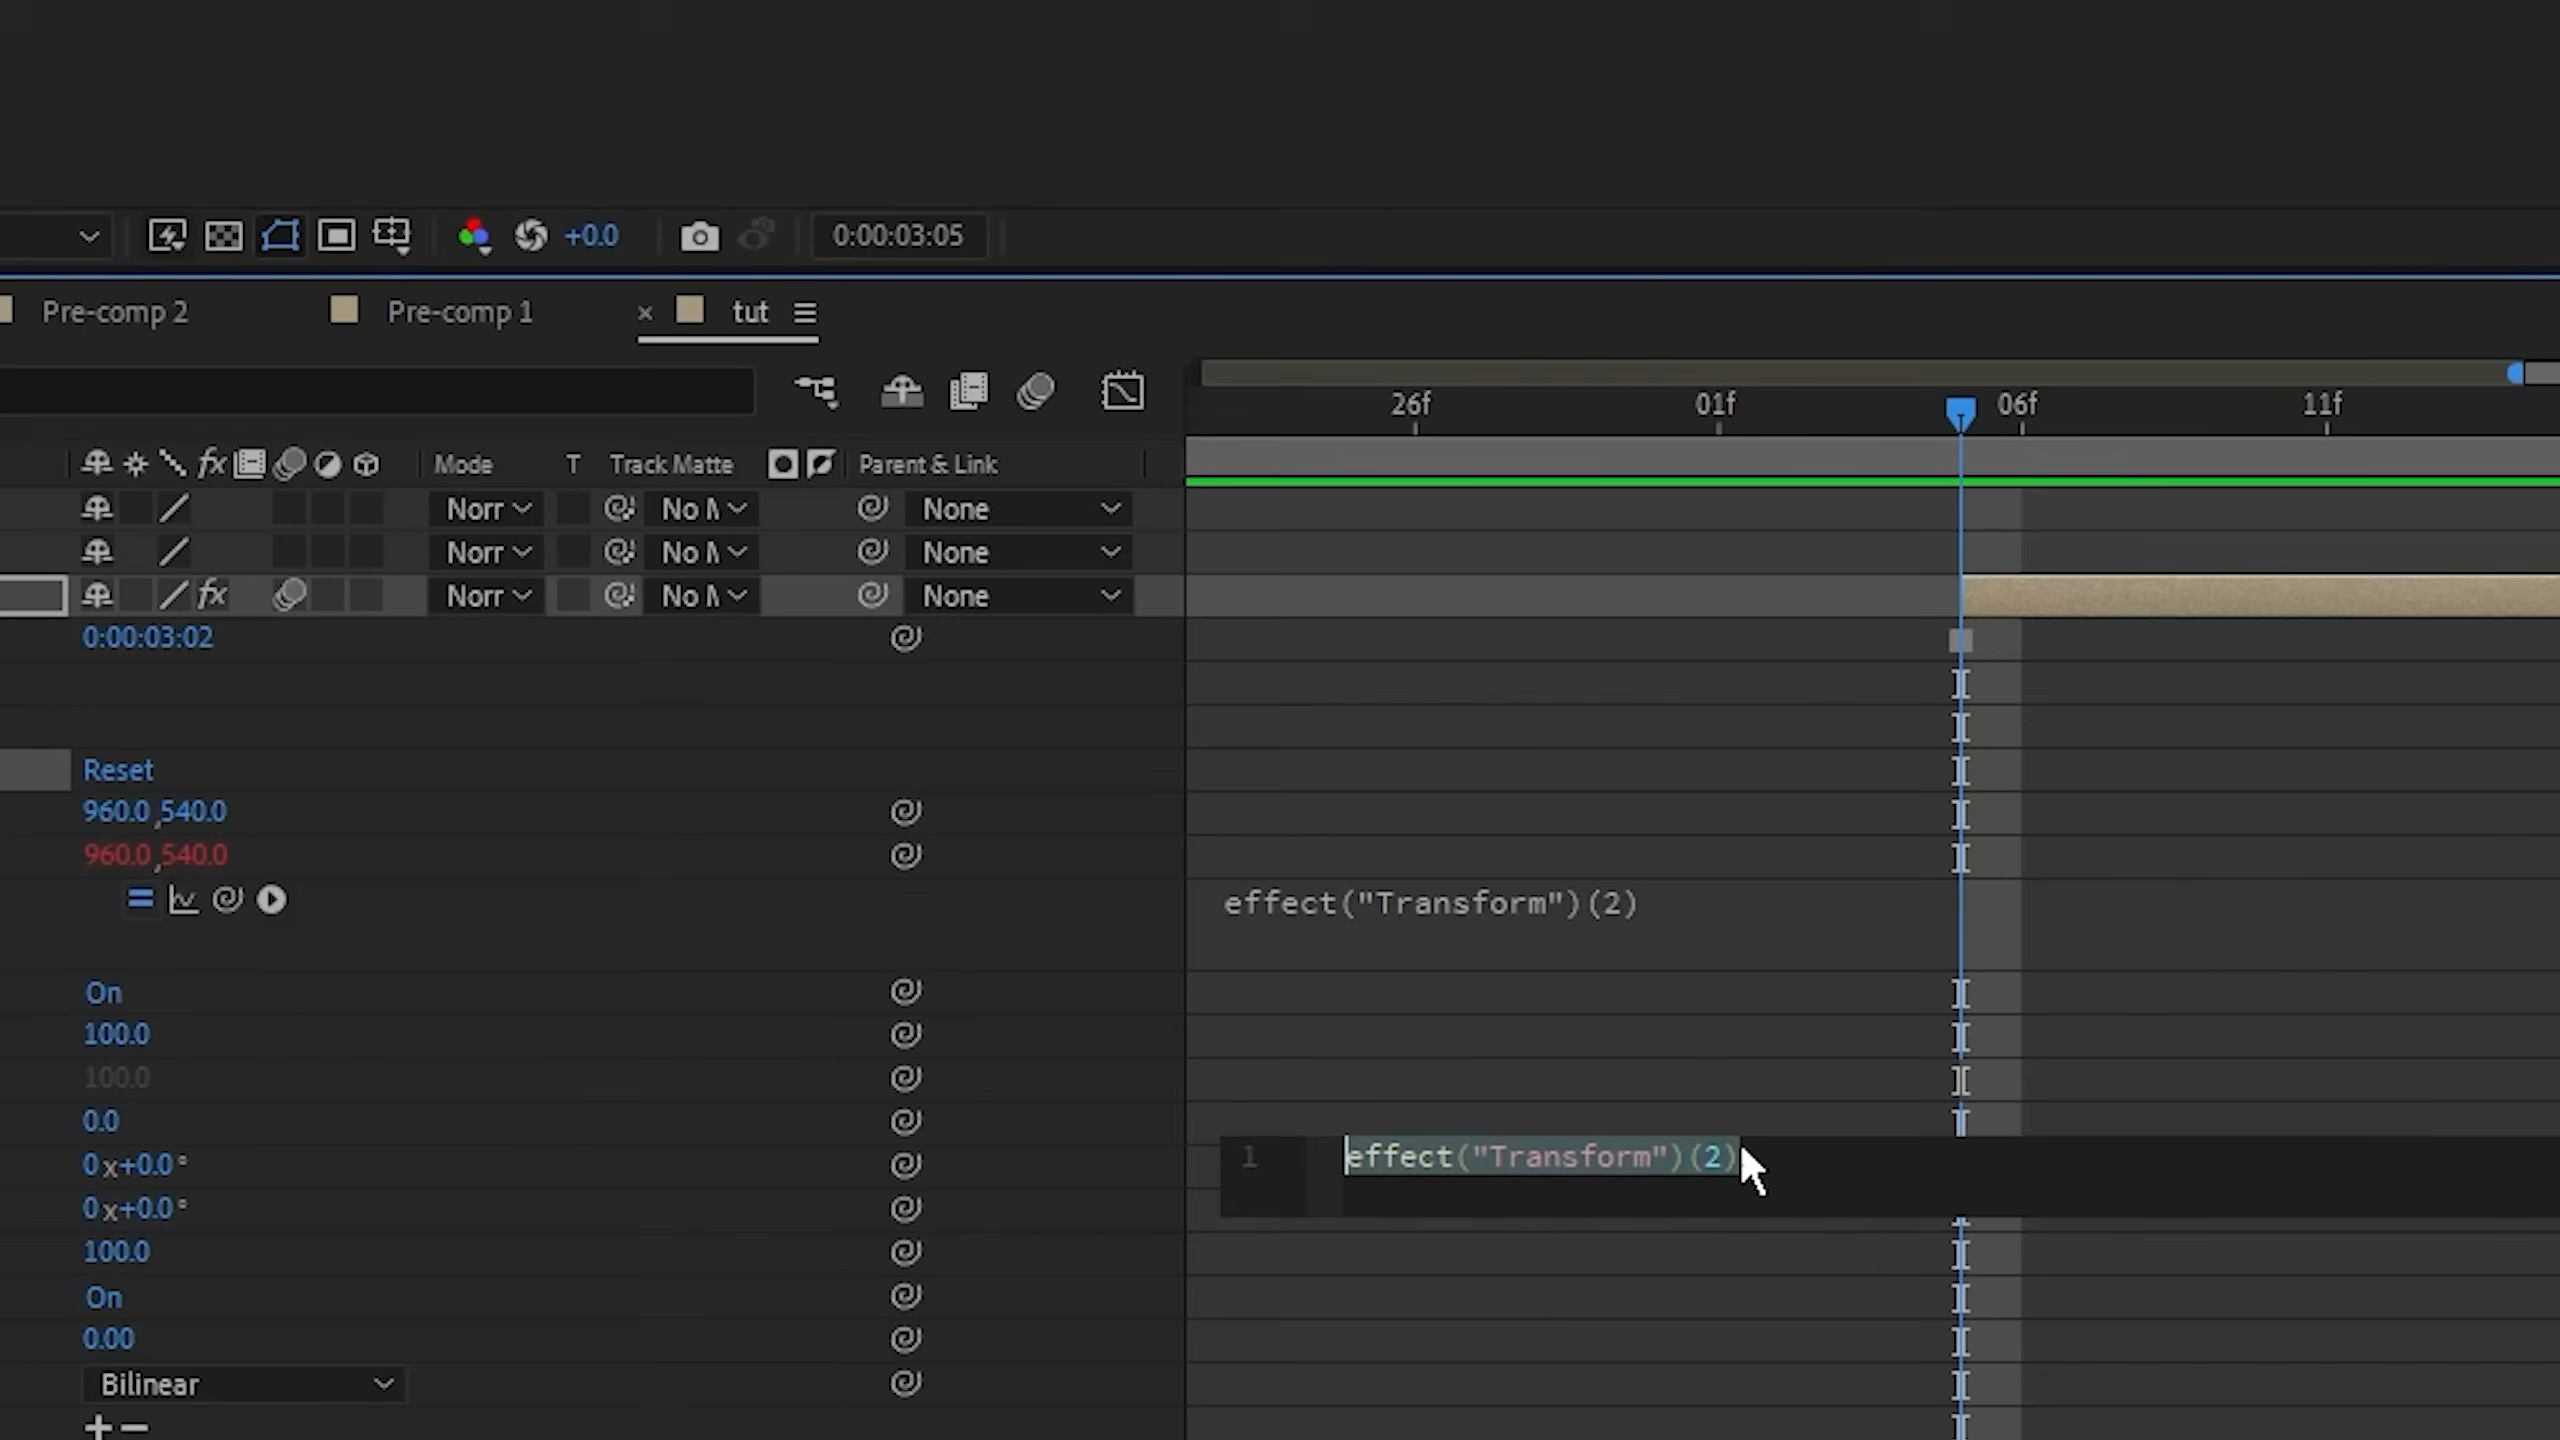 +0.0 0:00:03:05
Pre-comp 2 Pre-comp 1 × tut
26f 01f 06f 11f
fx Mode T Track Matte Parent & Link
Norr No M None
Norr No M None
fx Norr No M None
0:00:03:02
Reset
960.0,540.0
960.0,540.0
effect("Transform")(2)
On
100.0
100.0
0.0
1 effect("Transform")(2)
0x+0.0°
0x+0.0°
100.0
On
0.00
Bilinear